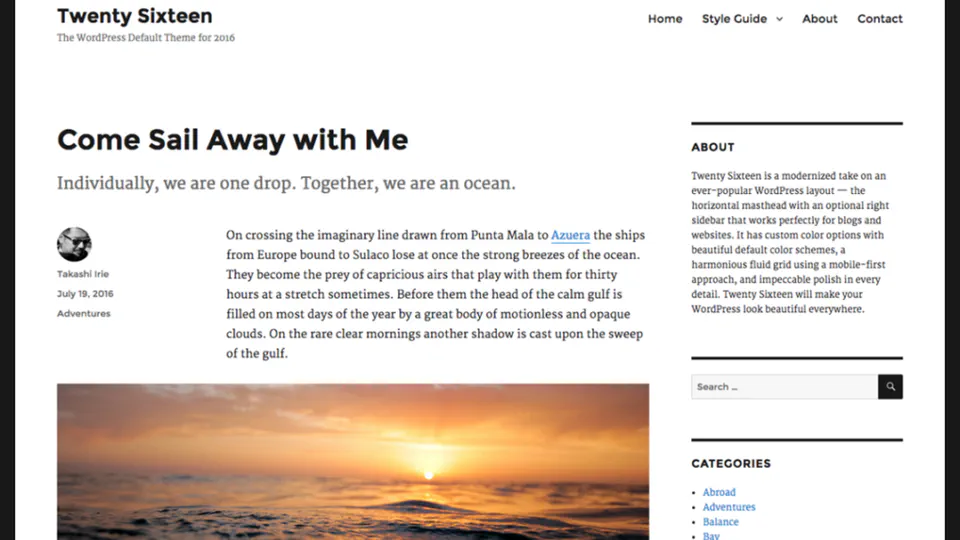 Twenty Sixteen
The WordPress Default Theme for 2016
Home Style Guide About Contact
Come Sail Away with Me
Individually, we are one drop. Together, we are an ocean.
Takashi Irie
July 19, 2016
Adventures
On crossing the imaginary line drawn from Punta Mala to Azuera the ships
from Europe bound to Sulaco lose at once the strong breezes of the ocean.
They become the prey of capricious airs that play with them for thirty
hours at a stretch sometimes. Before them the head of the calm gulf is
filled on most days of the year by a great body of motionless and opaque
clouds. On the rare clear mornings another shadow is cast upon the sweep
of the gulf.
ABOUT
Twenty Sixteen is a modernized take on an
ever-popular WordPress layout — the
horizontal masthead with an optional right
sidebar that works perfectly for blogs and
websites. It has custom color options with
beautiful default color schemes, a
harmonious fluid grid using a mobile-first
approach, and impeccable polish in every
detail. Twenty Sixteen will make your
WordPress look beautiful everywhere.
Search …
CATEGORIES
Abroad
Adventures
Balance
Bay